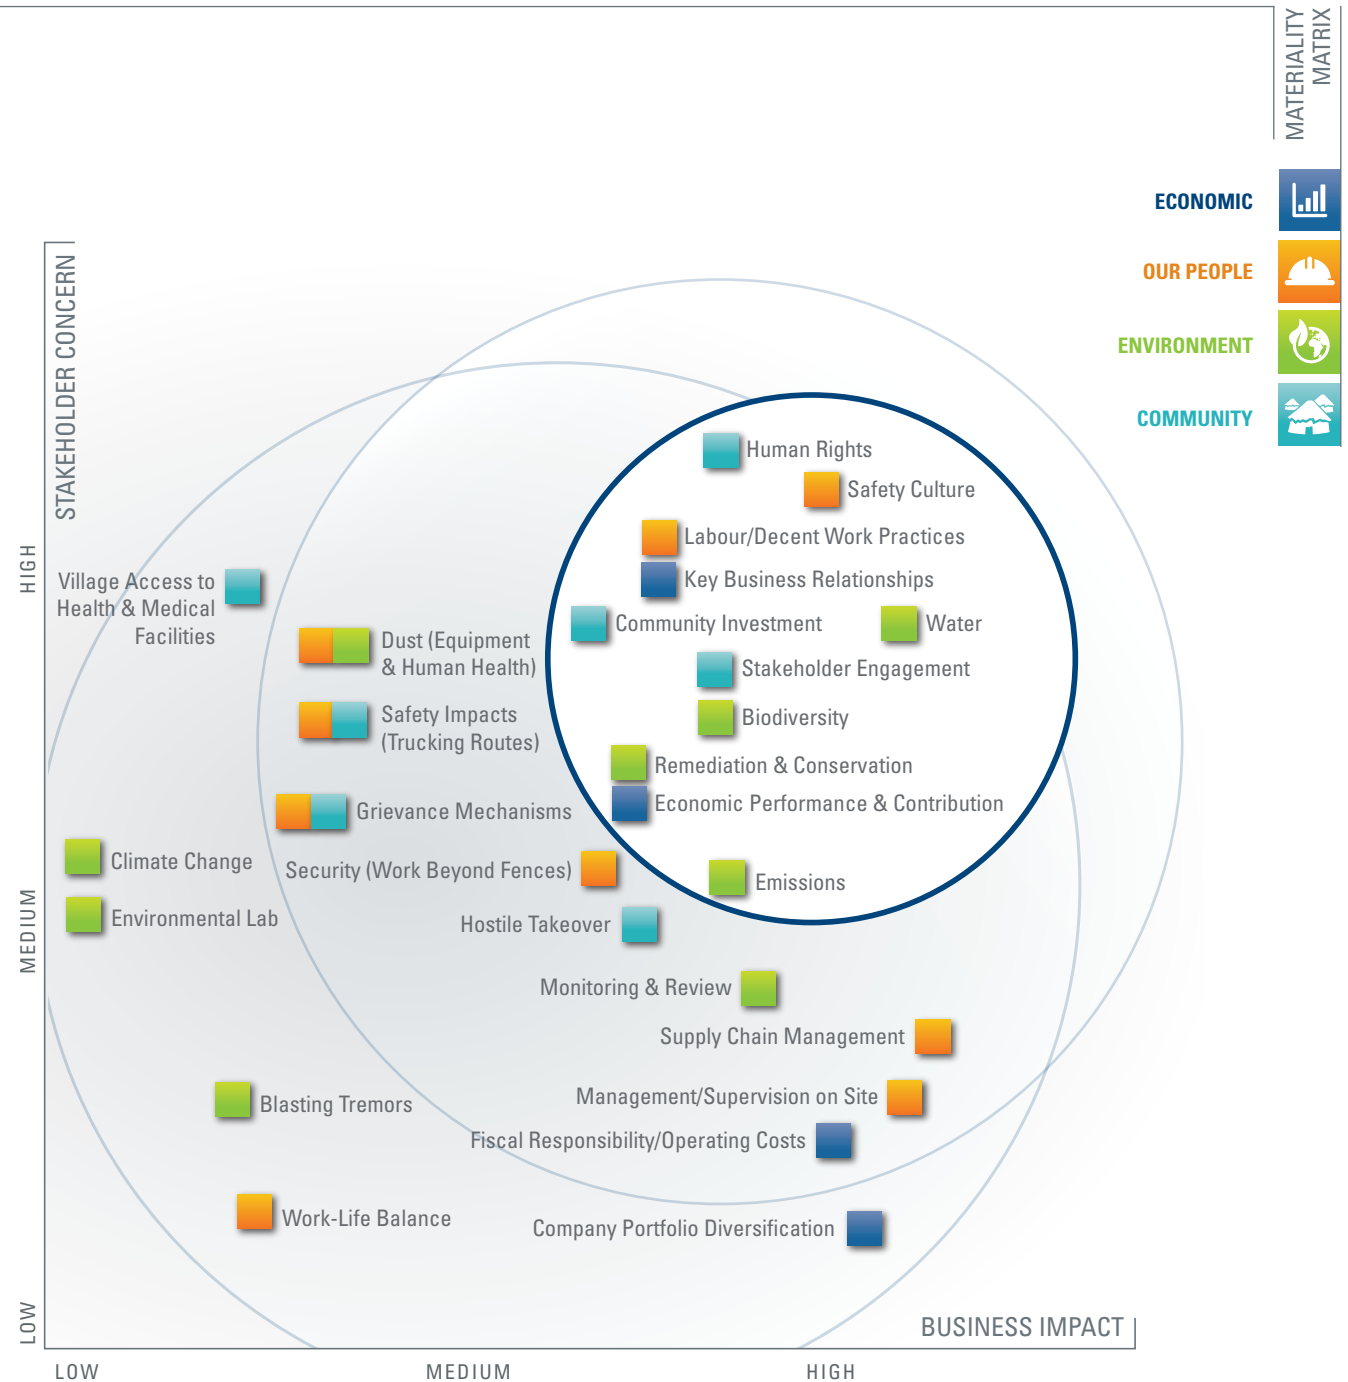 MATERIALITY
MATRIX
ECONOMIC
OUR PEOPLE
ENVIRONMENT
COMMUNITY
STAKEHOLDER CONCERN
HIGH
MEDIUM
LOW
Human Rights
Safety Culture
Labour/Decent Work Practices
Key Business Relationships
Village Access to
Health & Medical
Facilities
Community Investment
Water
Dust (Equipment
& Human Health)
Stakeholder Engagement
Safety Impacts
(Trucking Routes)
Biodiversity
Remediation & Conservation
Economic Performance & Contribution
Grievance Mechanisms
Climate Change
Security (Work Beyond Fences)
Emissions
Environmental Lab
Hostile Takeover
Monitoring & Review
Supply Chain Management
Management/Supervision on Site
Blasting Tremors
Fiscal Responsibility/Operating Costs
Work-Life Balance
Company Portfolio Diversification
BUSINESS IMPACT
LOW
MEDIUM
HIGH